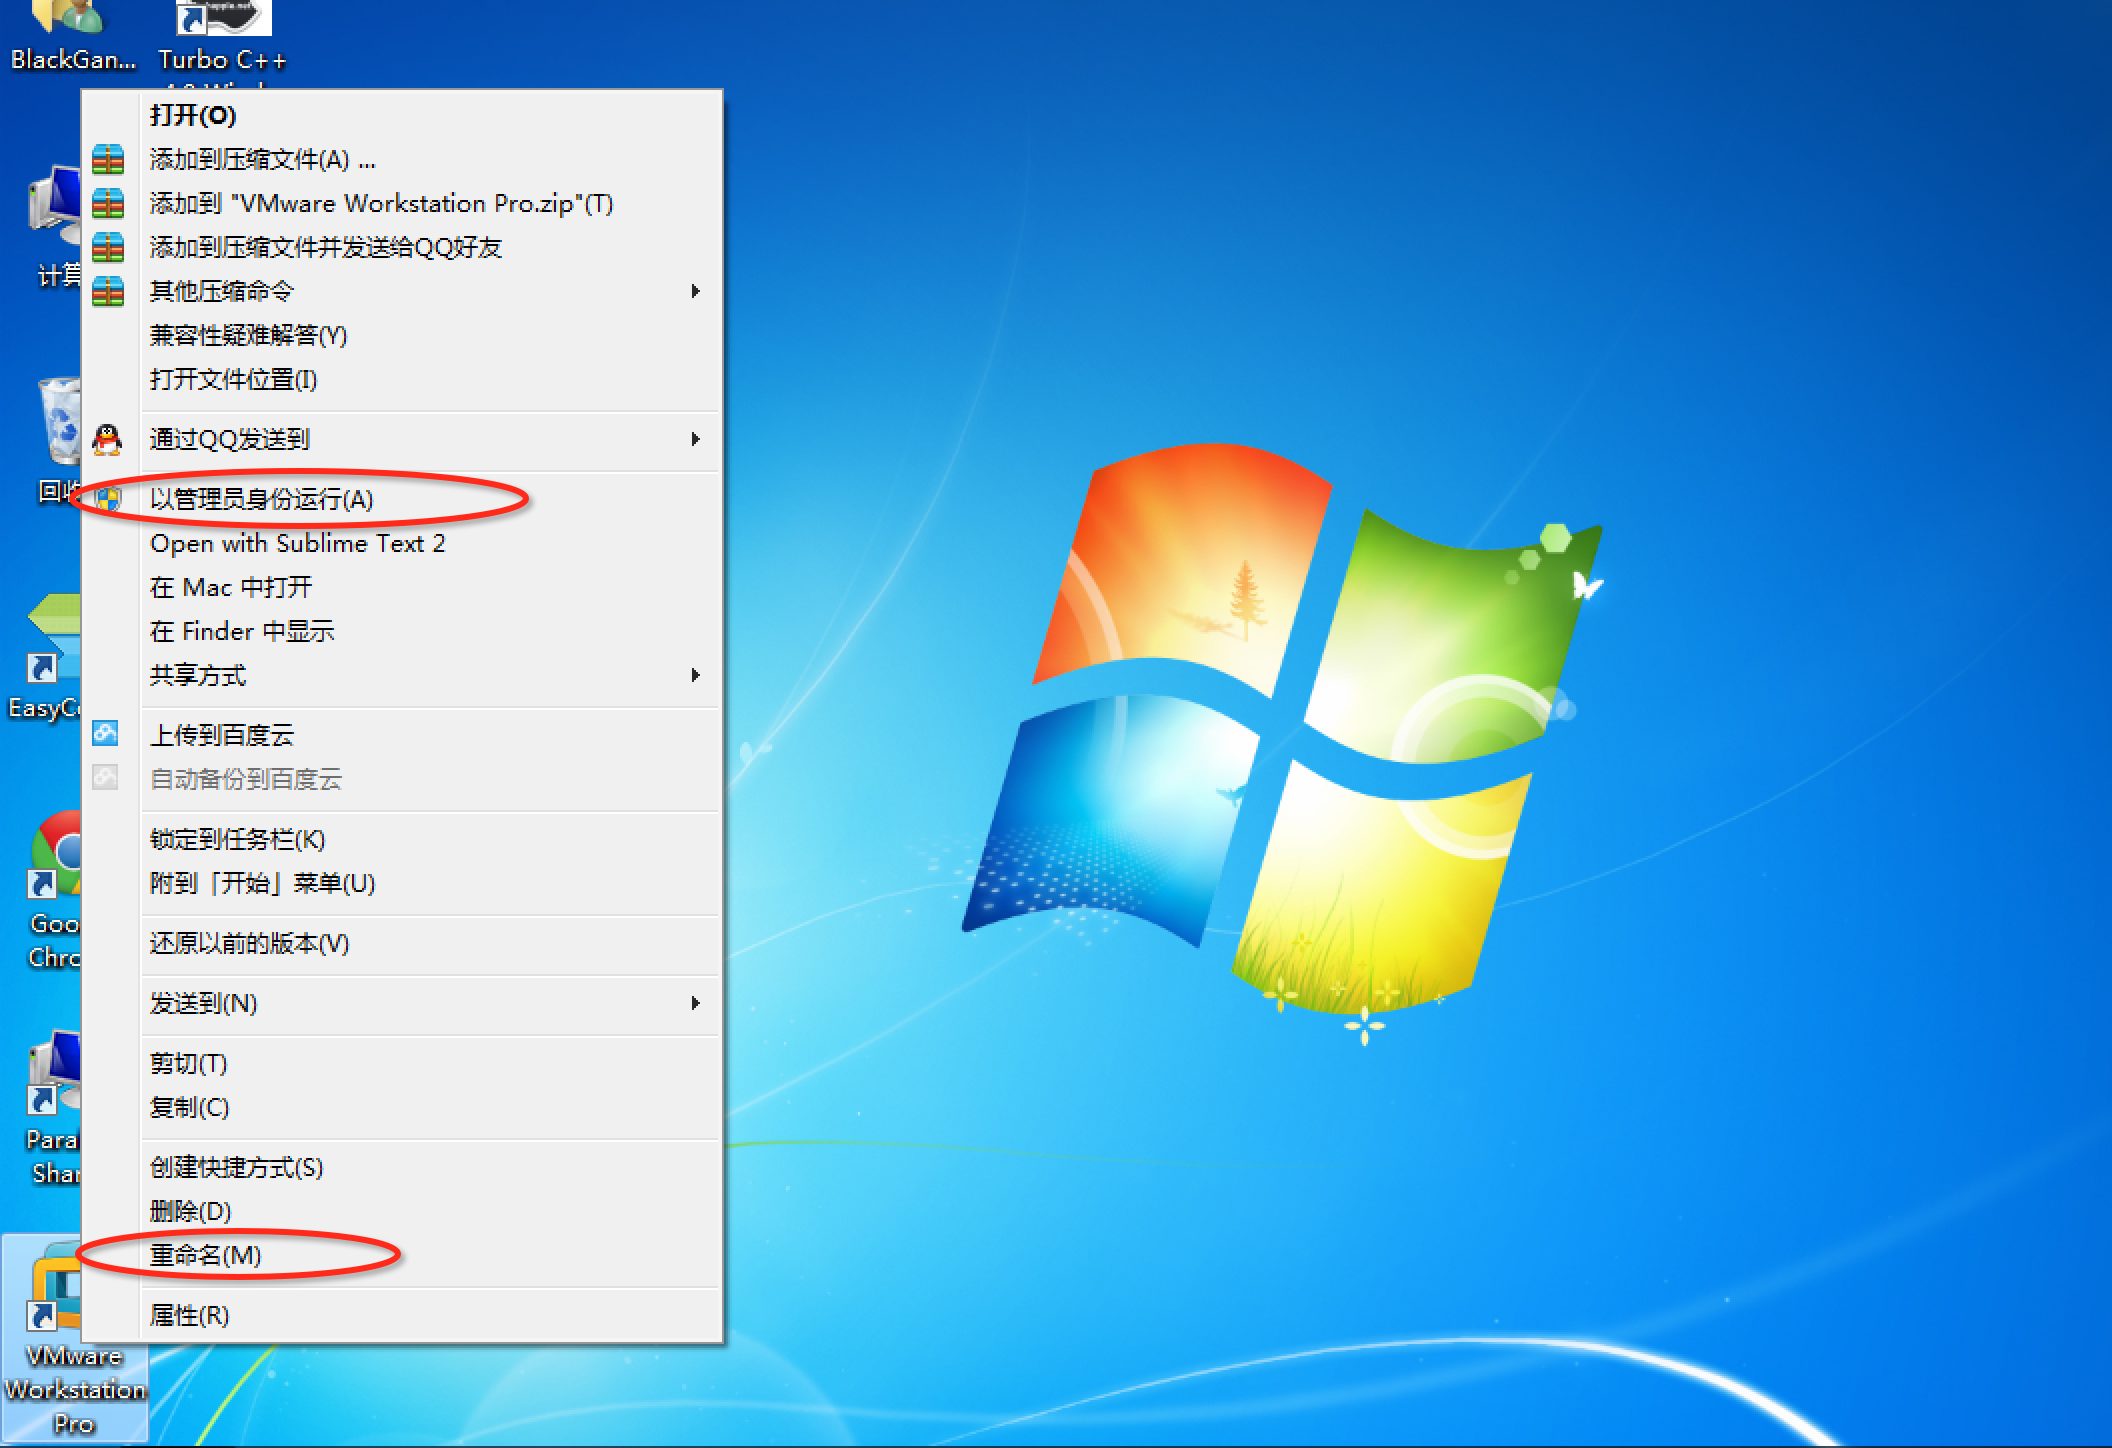 BlackGan...
Turbo C++
打开(O)
添加到压缩文件(A) ...
添加到 "VMware Workstation Pro.zip"(T)
添加到压缩文件并发送给QQ好友
其他压缩命令
兼容性疑难解答(Y)
打开文件位置(I)
通过QQ发送到
以管理员身份运行(A)
Open with Sublime Text 2
在 Mac 中打开
在 Finder 中显示
共享方式
上传到百度云
自动备份到百度云
锁定到任务栏(K)
附到「开始」菜单(U)
还原以前的版本(V)
发送到(N)
剪切(T)
复制(C)
创建快捷方式(S)
删除(D)
重命名(M)
属性(R)
计算
回收
EasyC
Goo
Chro
Para
Shar
VMware
Workstation
Pro